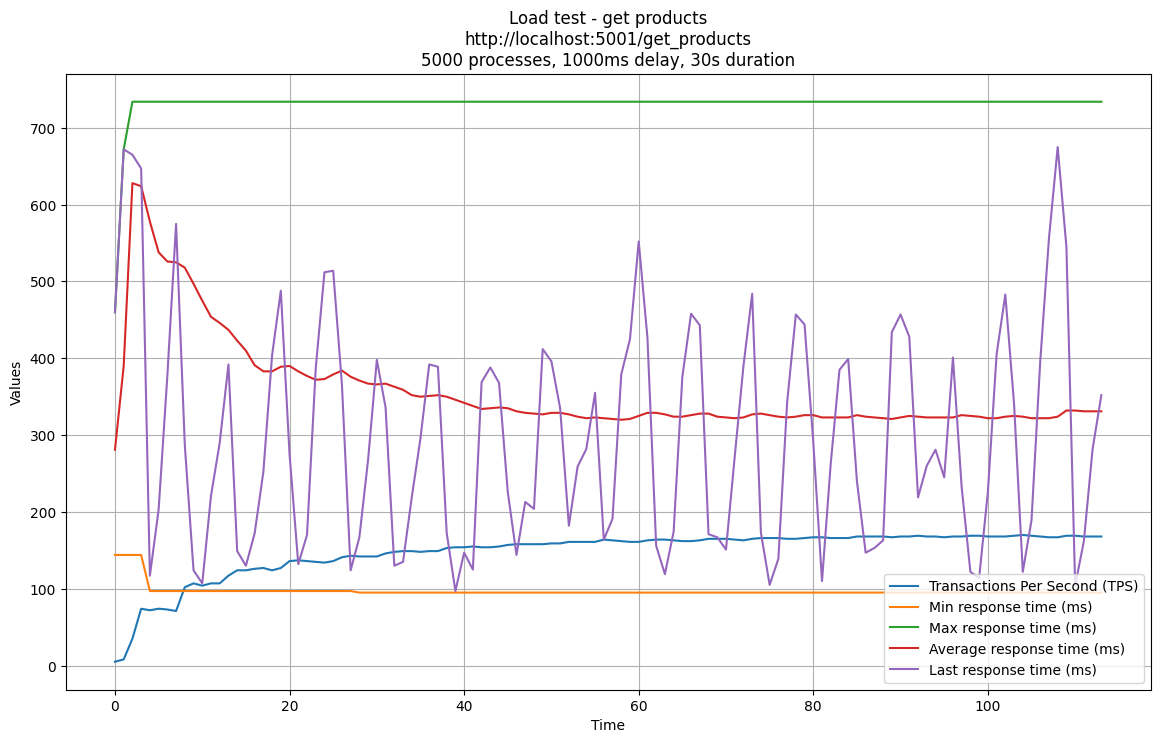 Load test - get products
http://localhost:5001/get_products
5000 processes, 1000ms delay, 30s duration
Values
700
600
500
400
300
200
100
0
0 20 40 60 80 100
Time
Transactions Per Second (TPS)
Min response time (ms)
Max response time (ms)
Average response time (ms)
Last response time (ms)